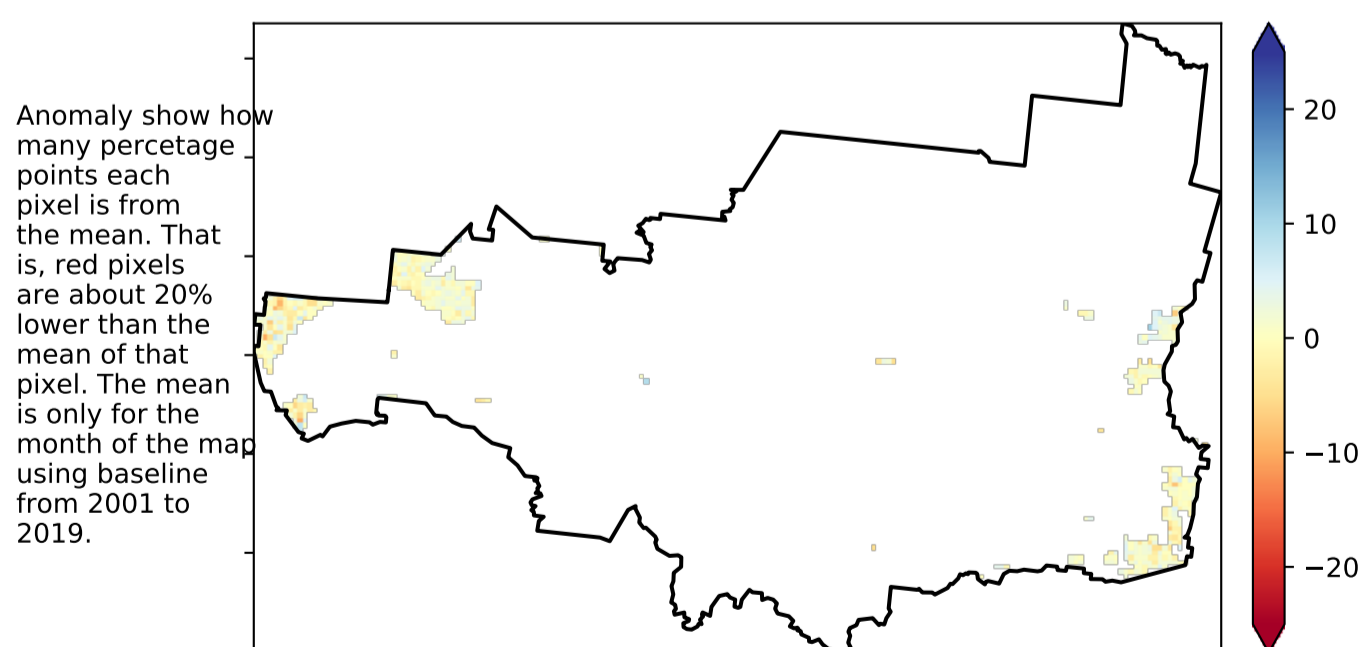 Anomaly show how
many percetage
points each
pixel is from
the mean. That
is, red pixels
are about 20%
lower than the
mean of that
pixel. The mean
is only for the
month of the map
using baseline
from 2001 to
2019.
20
10
0
−10
−20